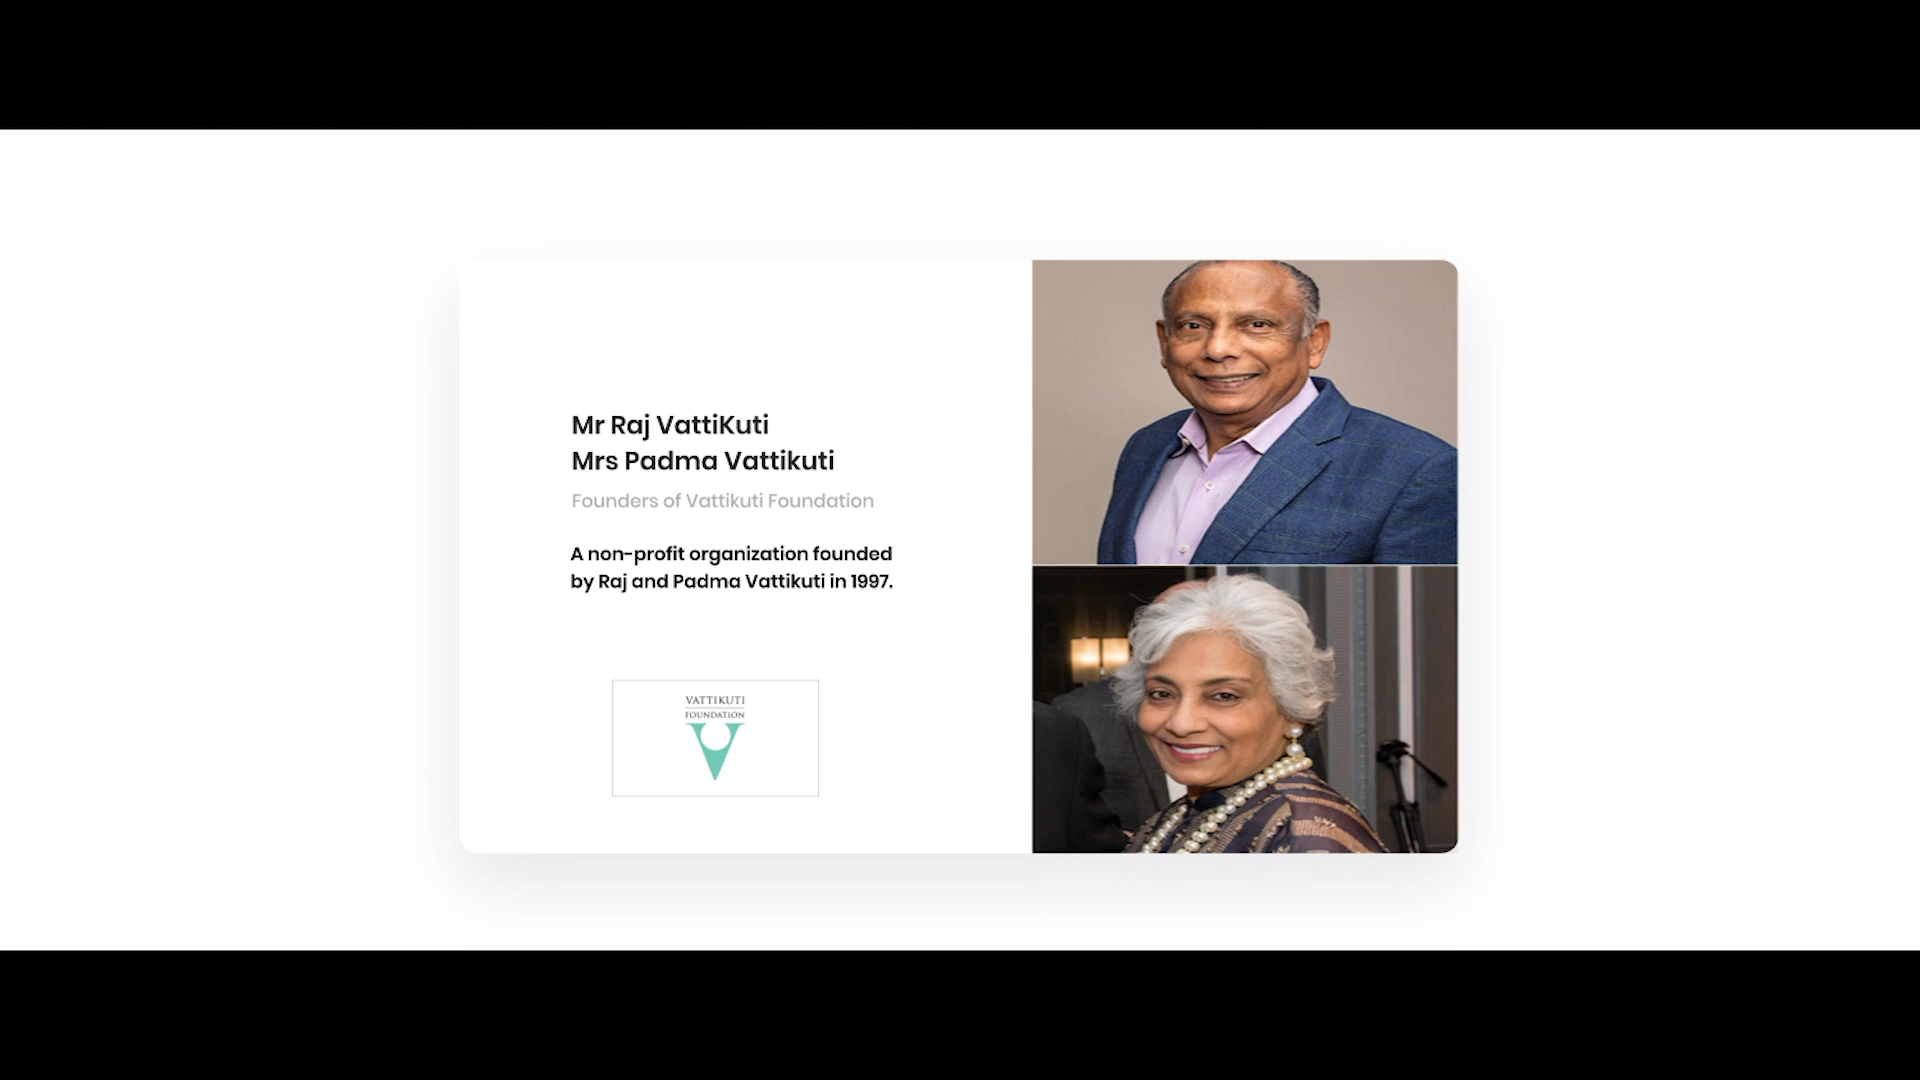 Mr Raj VattiKuti
Mrs Padma Vattikuti
Founders of Vattikuti Foundation
A non-profit organization founded
by Raj and Padma Vattikuti in 1997.
VATTIKUTI
FOUNDATION